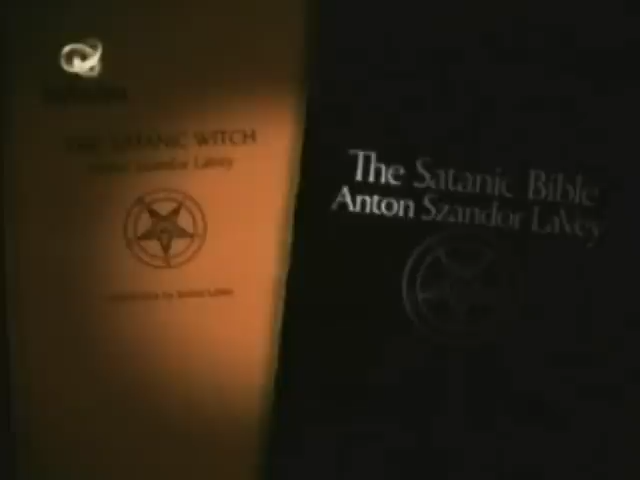 THE SATANIC WITCH
Anton Szandor LaVey
The Satanic Bible
Anton Szandor LaVey